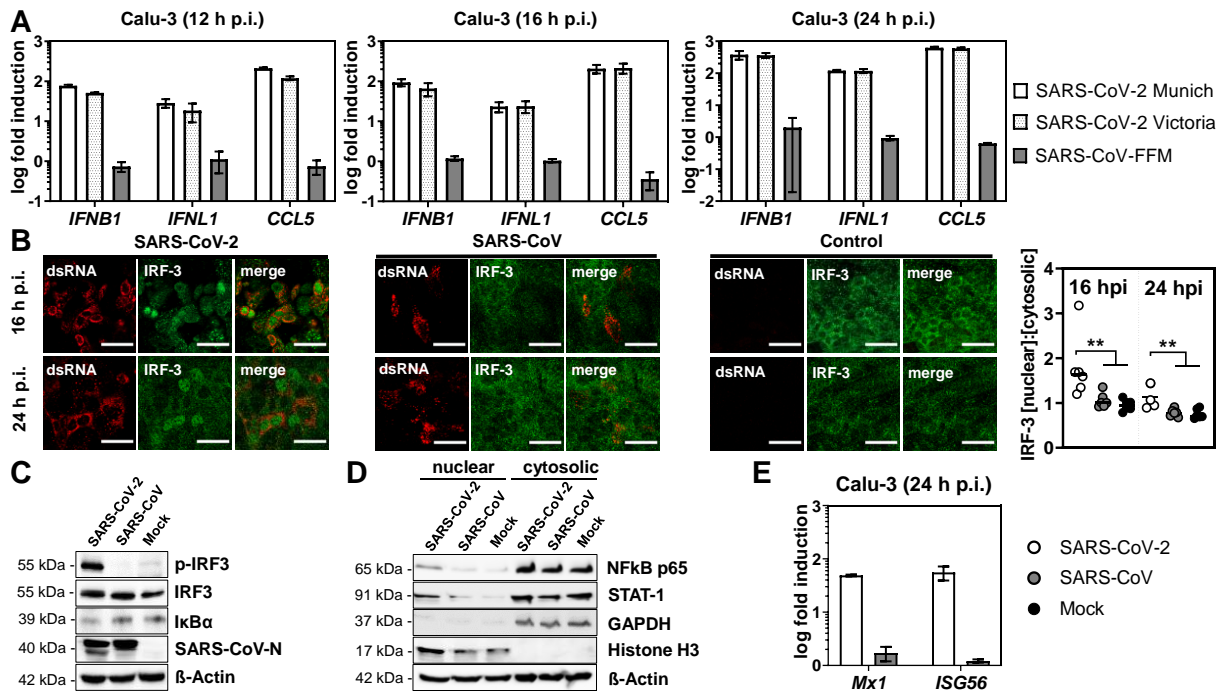 A
Calu-3 (12 h p.i.)
log fold induction
3
2
1
0
-1
IFNB1 IFNL1 CCL5
Calu-3 (16 h p.i.)
log fold induction
3
2
1
0
-1
IFNB1 IFNL1 CCL5
Calu-3 (24 h p.i.)
log fold induction
3
2
1
0
-1
-2
IFNB1 IFNL1 CCL5
SARS-CoV-2 Munich
SARS-CoV-2 Victoria
SARS-CoV-FFM
B
SARS-CoV-2
SARS-CoV
Control
16 h p.i.
dsRNA IRF-3 merge
dsRNA IRF-3 merge
dsRNA IRF-3 merge
24 h p.i.
dsRNA IRF-3 merge
dsRNA IRF-3 merge
dsRNA IRF-3 merge
IRF-3 [nuclear]:[cytosolic]
4
3
2
1
0
16 hpi 24 hpi
** **
C
SARS-CoV-2
SARS-CoV
Mock
55 kDa - p-IRF3
55 kDa - IRF3
39 kDa - IκBα
40 kDa - SARS-CoV-N
42 kDa - ß-Actin
D
nuclear cytosolic
SARS-CoV-2
SARS-CoV
Mock
SARS-CoV-2
SARS-CoV
Mock
65 kDa - NFkB p65
91 kDa - STAT-1
37 kDa - GAPDH
17 kDa - Histone H3
42 kDa - ß-Actin
E
Calu-3 (24 h p.i.)
log fold induction
3
2
1
0
Mx1 ISG56
SARS-CoV-2
SARS-CoV
Mock